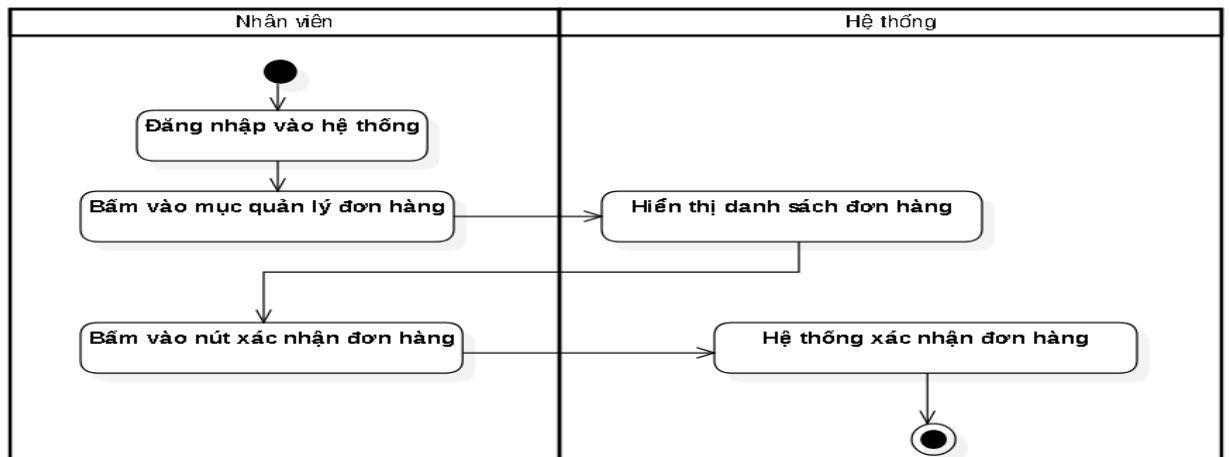 Nhân viên
Hệ thống
Đăng nhập vào hệ thống
Bấm vào mục quản lý đơn hàng
Hiển thị danh sách đơn hàng
Bấm vào nút xác nhận đơn hàng
Hệ thống xác nhận đơn hàng